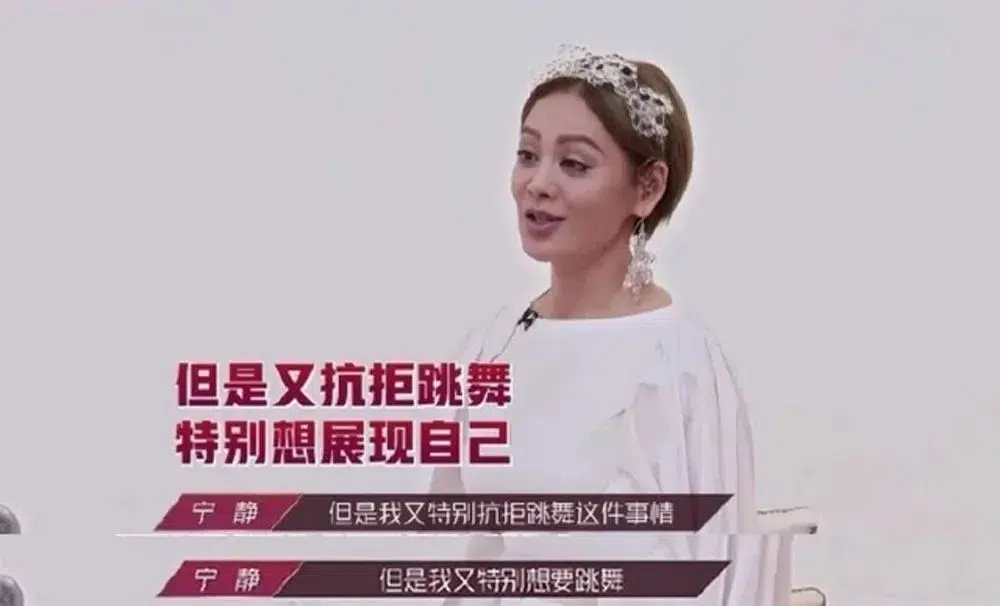 但是又抗拒跳舞
特别想展现自己
宁静 但是我又特别抗拒跳舞这件事情
宁静 但是我又特别想要跳舞